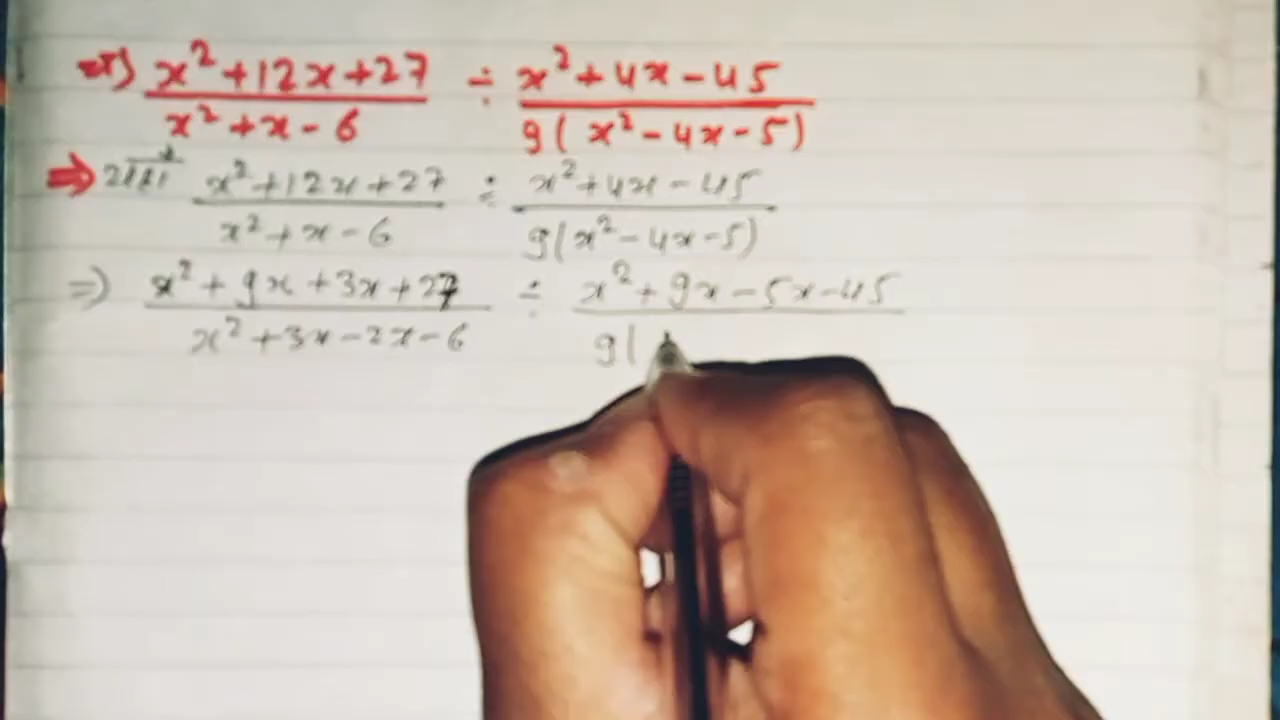 x² + 12x + 27 / x² + x - 6 ÷ x² + 4x - 45 / 9( x² - 4x - 5)
⇒ x² + 12x + 27 / x² + x - 6 ÷ x² + 4x - 45 / 9(x² - 4x - 5)
⇒ x² + 9x + 3x + 27 / x² + 3x - 2x - 6 ÷ x² + 9x - 5x - 45 / 9(